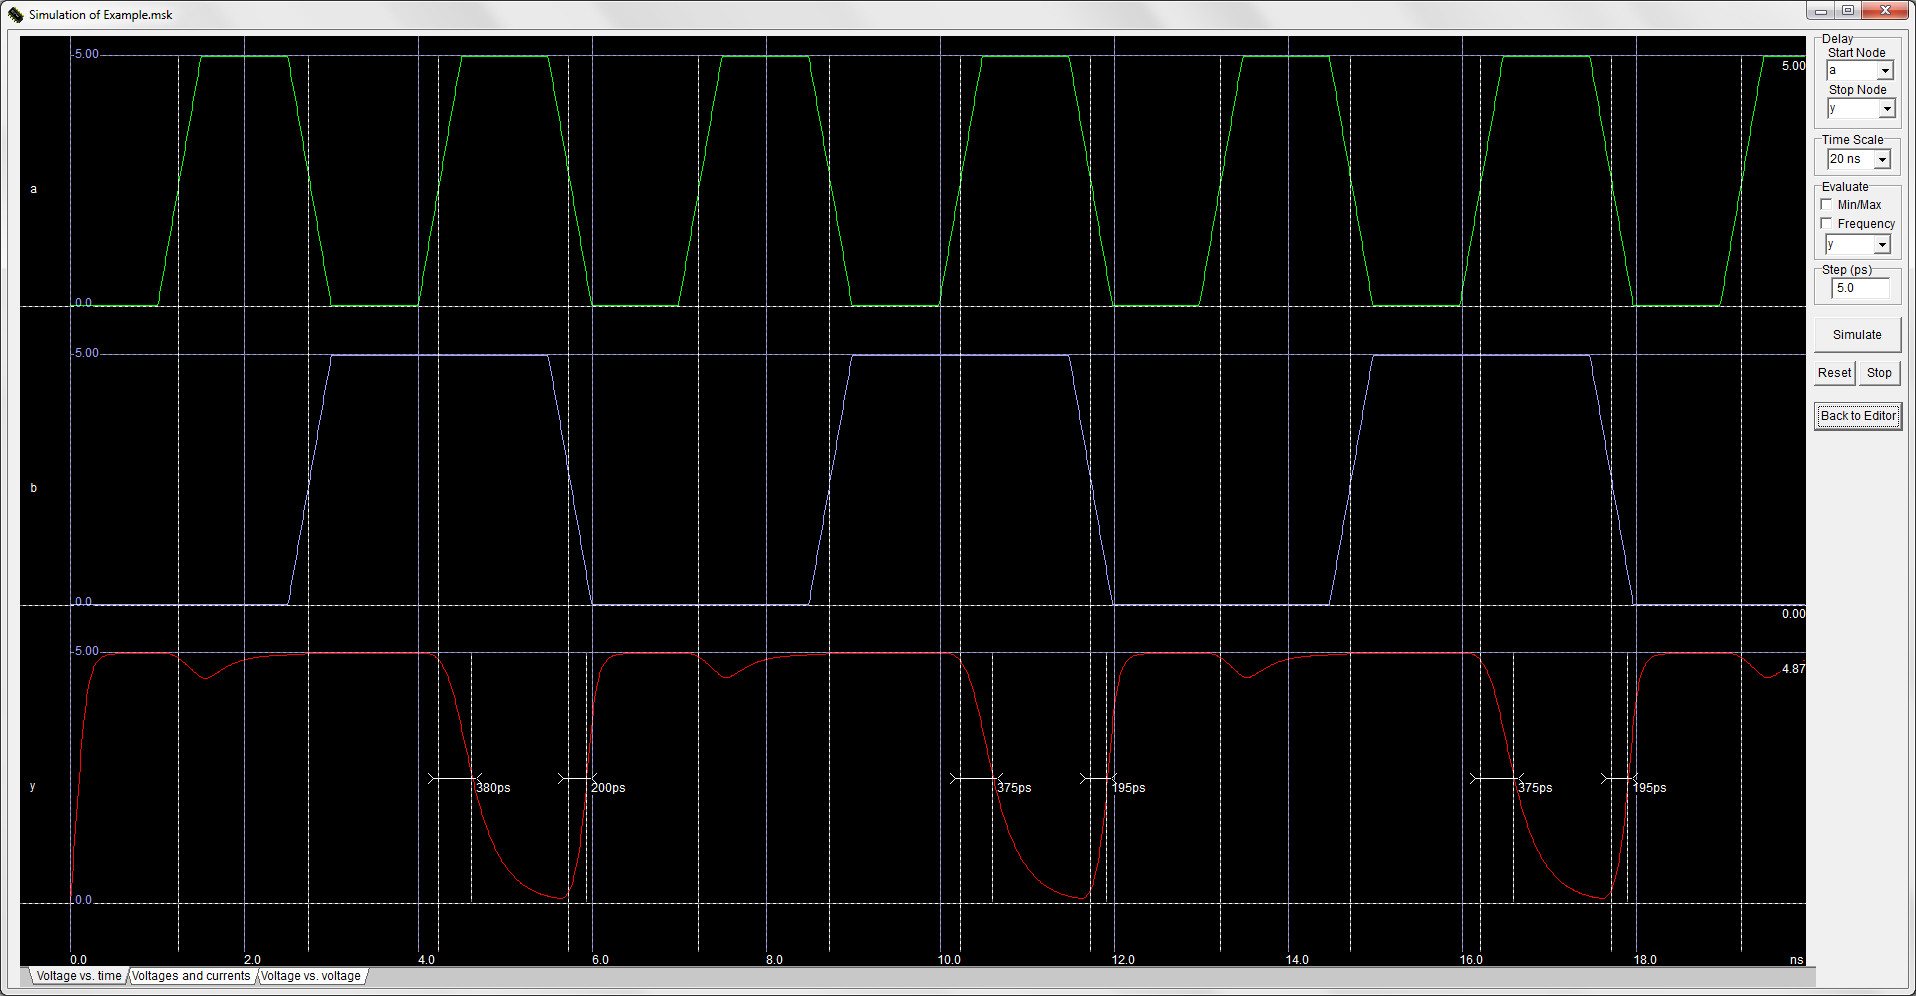 Simulation of Example.msk
5.00
5.00
a
0.0
5.00
b
0.0
0.00
5.00
4.87
y
380ps
200ps
375ps
195ps
375ps
195ps
0.0
0.0 2.0 4.0 6.0 8.0 10.0 12.0 14.0 16.0 18.0 ns
Voltage vs. time Voltages and currents Voltage vs. voltage
Delay
Start Node
a
Stop Node
y
Time Scale
20 ns
Evaluate
Min/Max
Frequency
y
Step (ps)
5.0
Simulate
Reset Stop
Back to Editor